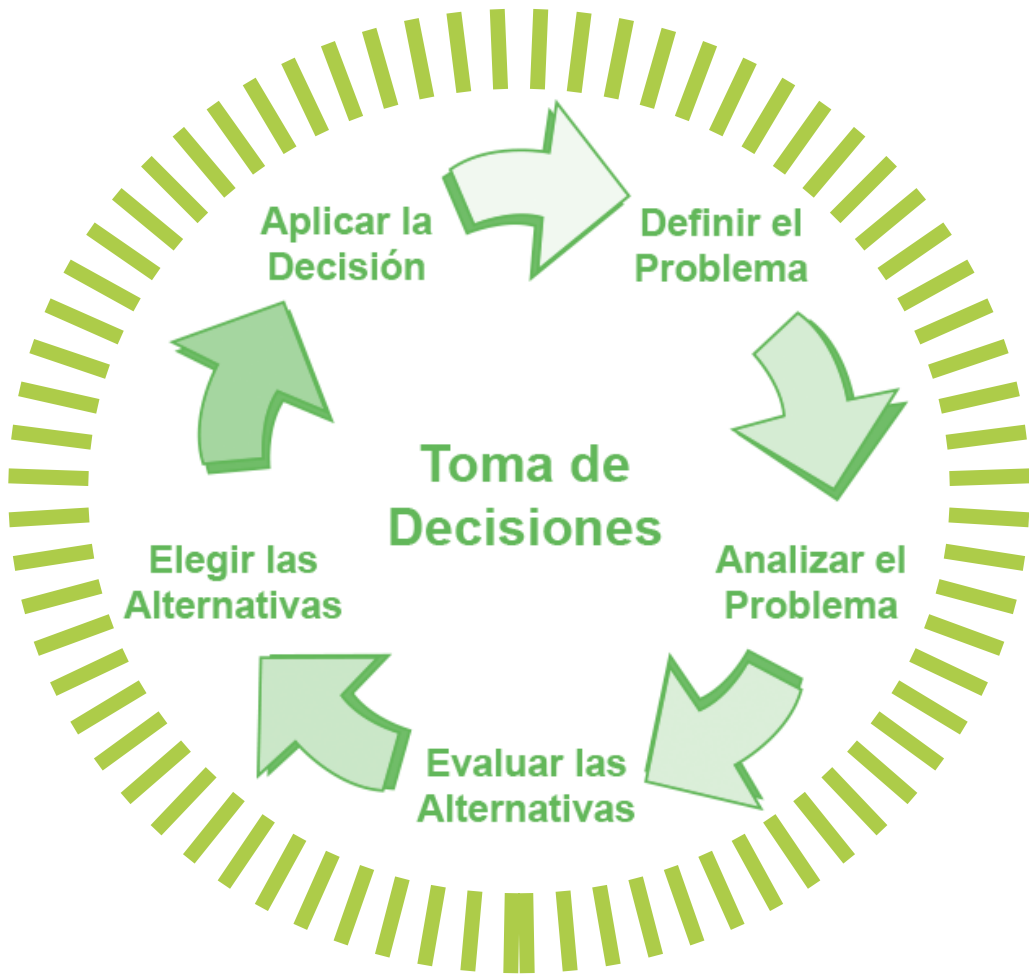 Aplicar la
Decisión
Definir el
Problema
Toma de
Decisiones
Elegir las
Alternativas
Analizar el
Problema
Evaluar las
Alternativas